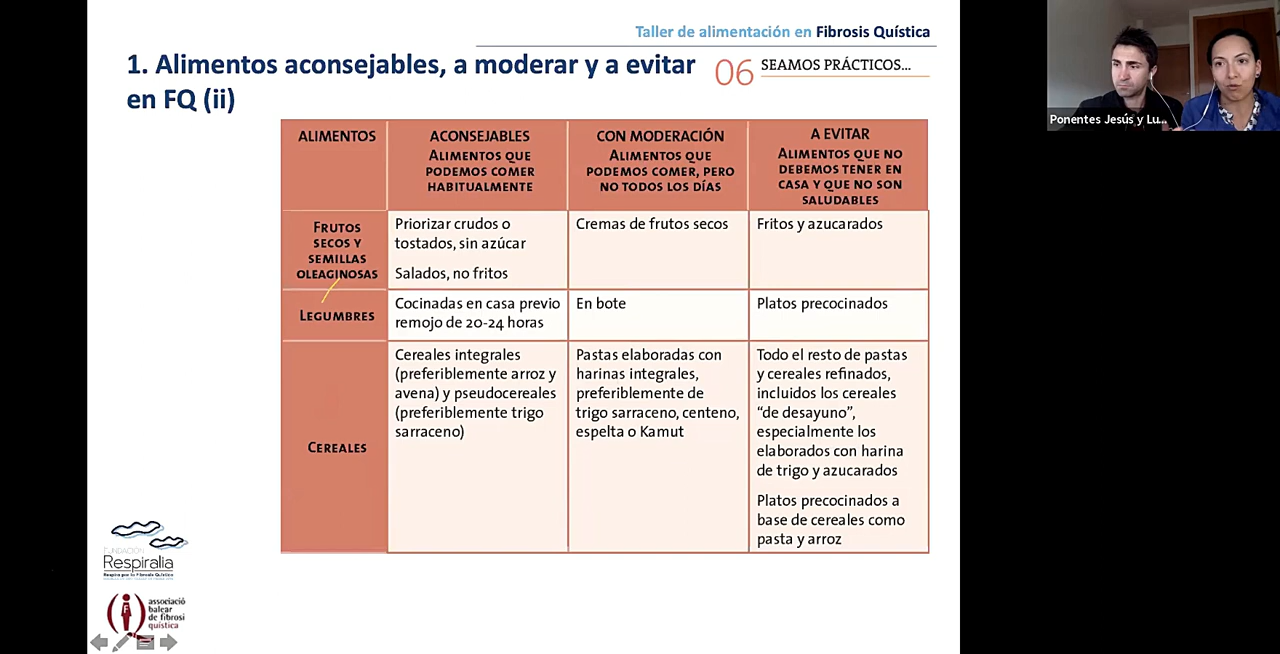 Taller de alimentación en Fibrosis Quística
1. Alimentos aconsejables, a moderar y a evitar
en FQ (ii)
06 SEAMOS PRÁCTICOS...
Ponentes Jesús y Lu...
ALIMENTOS
ACONSEJABLES
ALIMENTOS QUE
PODEMOS COMER
HABITUALMENTE
CON MODERACIÓN
ALIMENTOS QUE
PODEMOS COMER, PERO
NO TODOS LOS DÍAS
A EVITAR
ALIMENTOS QUE NO
DEBEMOS TENER EN
CASA Y QUE NO SON
SALUDABLES
FRUTOS
SECOS Y
SEMILLAS
OLEAGINOSAS
Priorizar crudos o
tostados, sin azúcar
Salados, no fritos
Cremas de frutos secos
Fritos y azucarados
LEGUMBRES
Cocinadas en casa previo
remojo de 20-24 horas
En bote
Platos precocinados
CEREALES
Cereales integrales
(preferiblemente arroz y
avena) y pseudocereales
(preferiblemente trigo
sarraceno)
Pastas elaboradas con
harinas integrales,
preferiblemente de
trigo sarraceno, centeno,
espelta o Kamut
Todo el resto de pastas
y cereales refinados,
incluidos los cereales
“de desayuno”,
especialmente los
elaborados con harina
de trigo y azucarados
Platos precocinados a
base de cereales como
pasta y arroz
FUNDACIÓN
Respiralia
Respira por la Fibrosis Quística
associació
balear
de fibrosi
quística